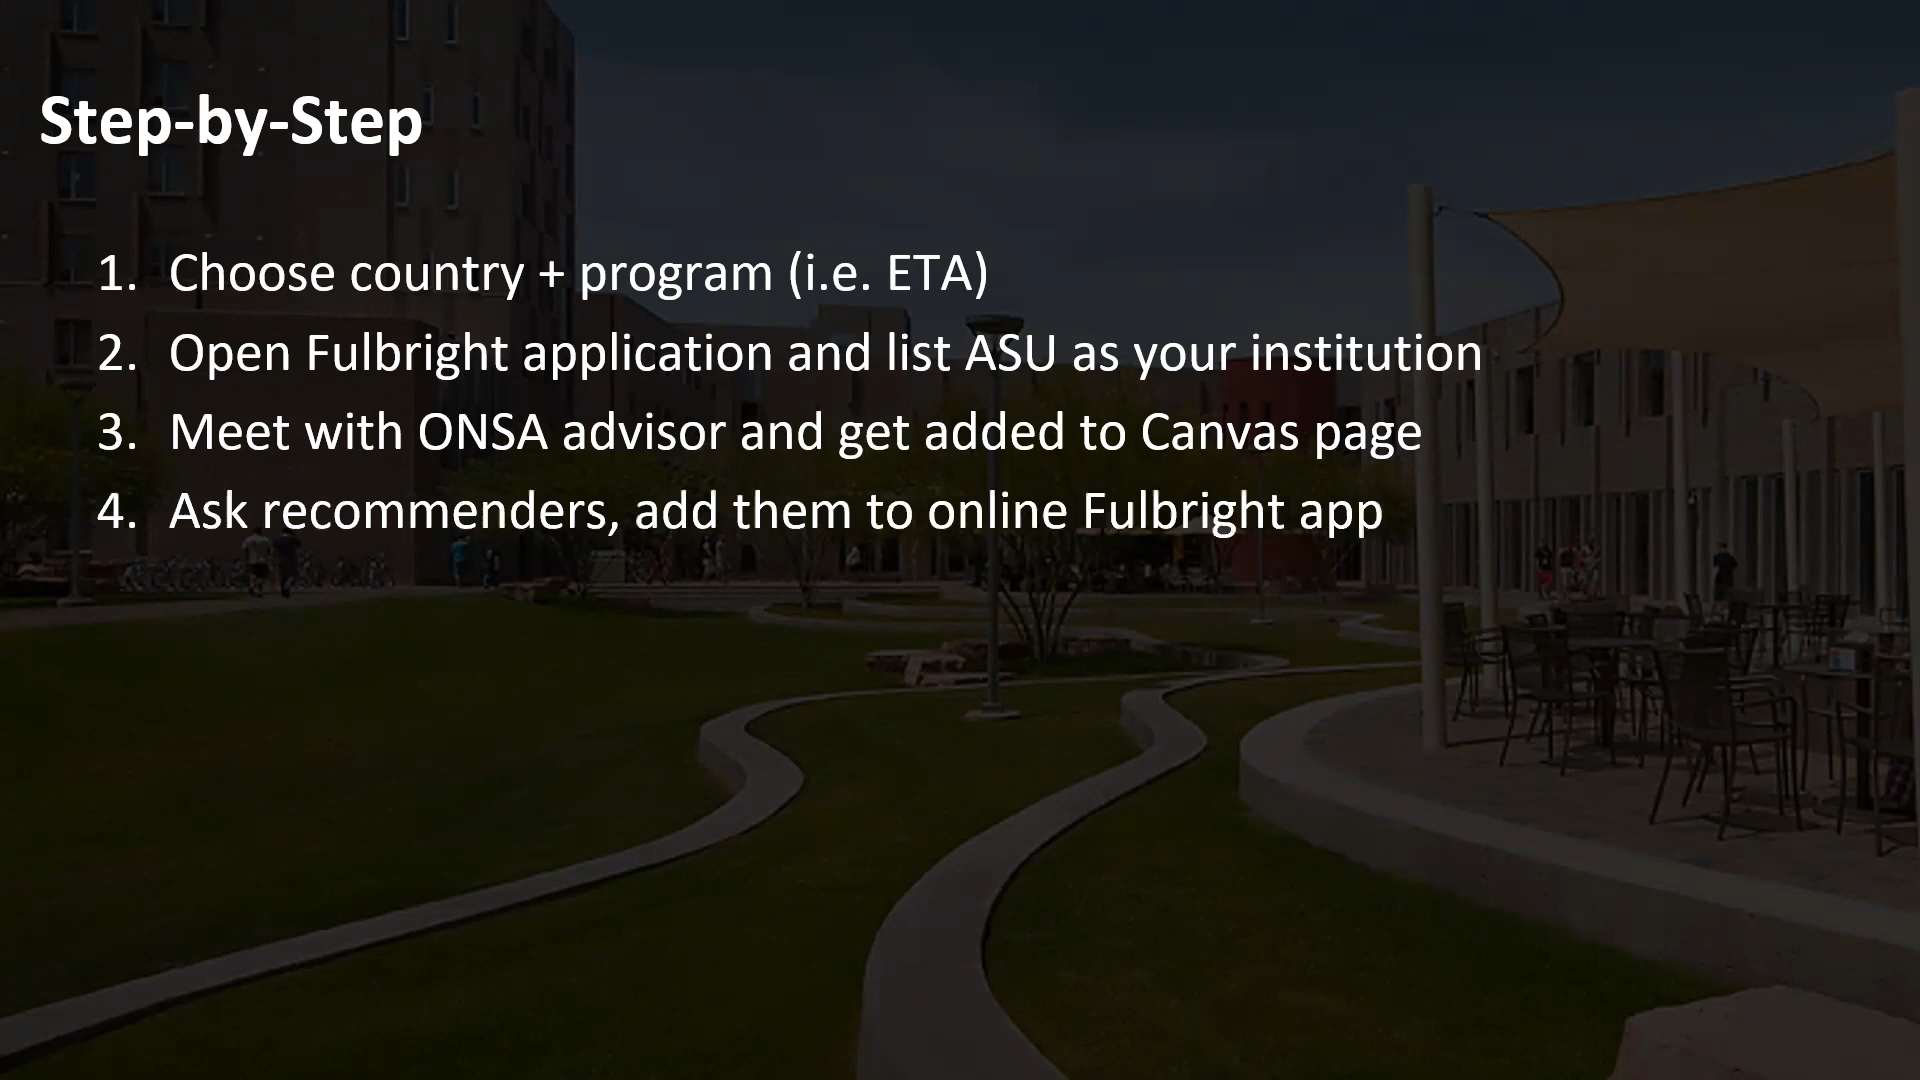 Step-by-Step
1. Choose country + program (i.e. ETA)
2. Open Fulbright application and list ASU as your institution
3. Meet with ONSA advisor and get added to Canvas page
4. Ask recommenders, add them to online Fulbright app